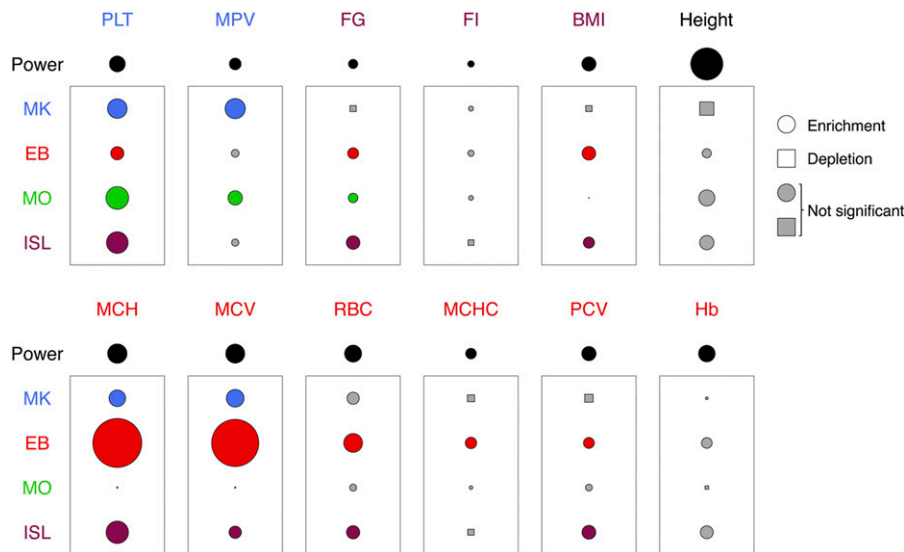 PLT MPV FG FI BMI Height
Power
MK
EB
MO
ISL
Enrichment
Depletion
Not significant
MCH MCV RBC MCHC PCV Hb
Power
MK
EB
MO
ISL